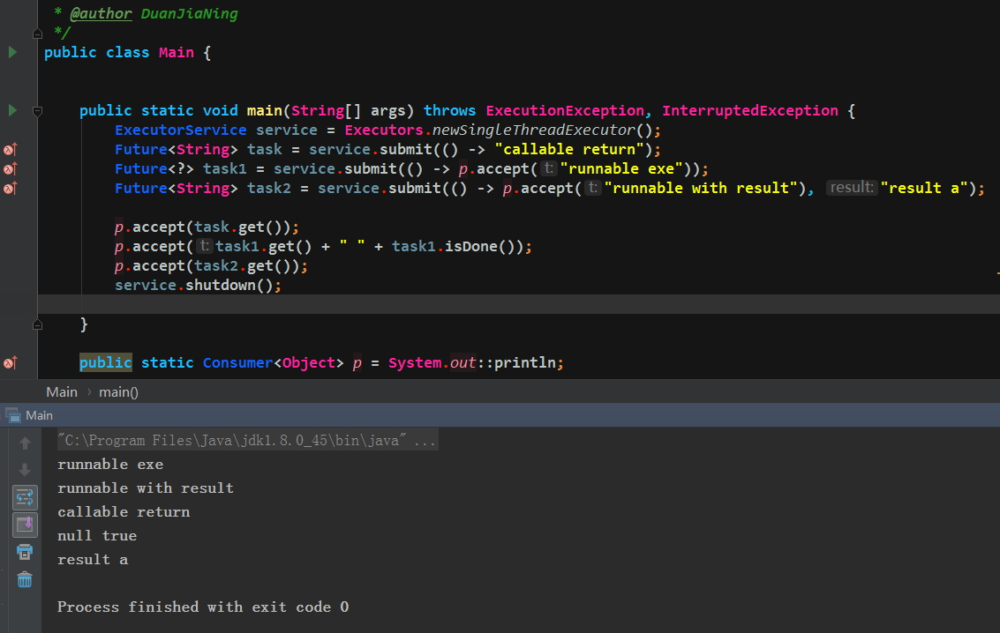 * @author DuanJiaNing
*/
public class Main {
public static void main(String[] args) throws ExecutionException, InterruptedException {
ExecutorService service = Executors.newSingleThreadExecutor();
Future<String> task = service.submit(() -> "callable return");
Future<?> task1 = service.submit(() -> p.accept( t: "runnable exe"));
Future<String> task2 = service.submit(() -> p.accept( t: "runnable with result"), result: "result a");
p.accept(task.get());
p.accept( t: task1.get() + " " + task1.isDone());
p.accept(task2.get());
service.shutdown();
}
public static Consumer<Object> p = System.out::println;
Main › main()
Main
"C:\Program Files\Java\jdk1.8.0_45\bin\java" ...
runnable exe
runnable with result
callable return
null true
result a
Process finished with exit code 0